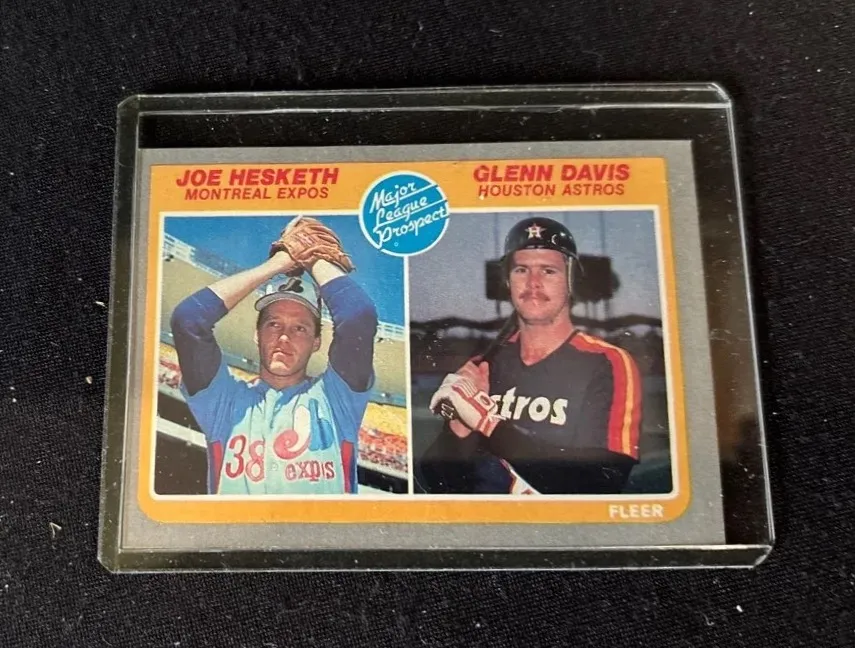 JOE HESKETH
MONTREAL EXPOS
Major
League
Prospect
GLENN DAVIS
HOUSTON ASTROS
38 expos
H
stros
FLEER